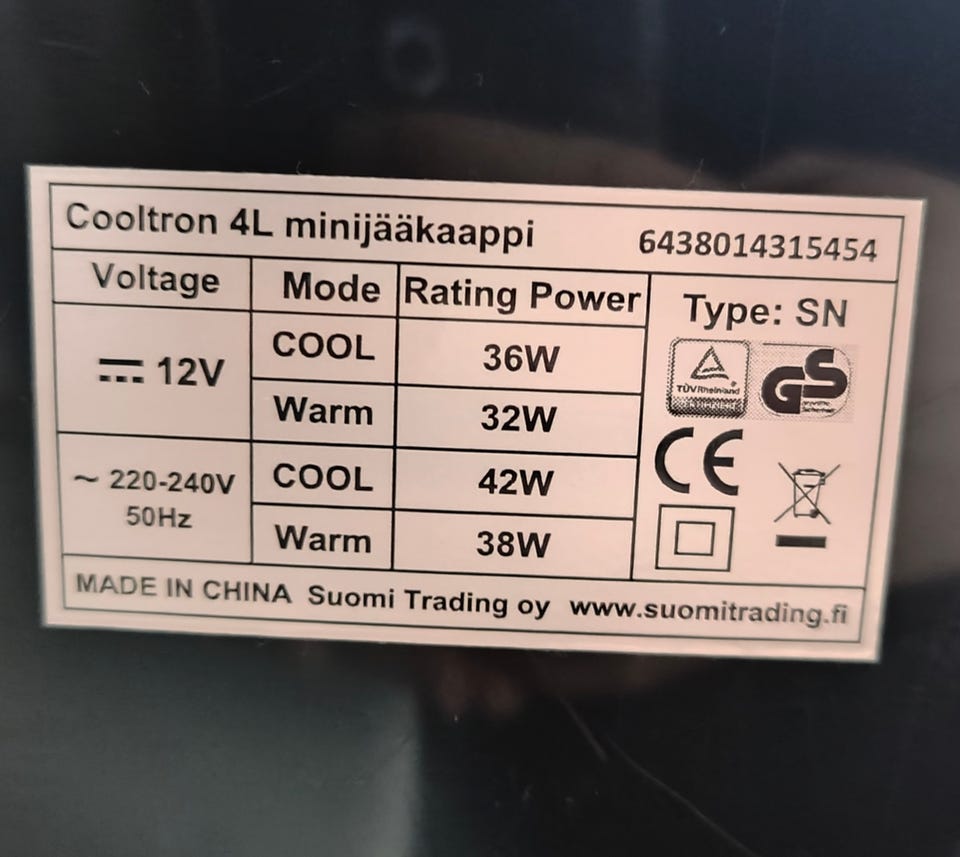 Cooltron 4L minijääkaappi 6438014315454
Voltage Mode Rating Power Type: SN
12V COOL 36W
Warm 32W
~ 220-240V 50Hz COOL 42W
Warm 38W
TÜVRheinland
GS
CE
MADE IN CHINA Suomi Trading oy www.suomitrading.fi